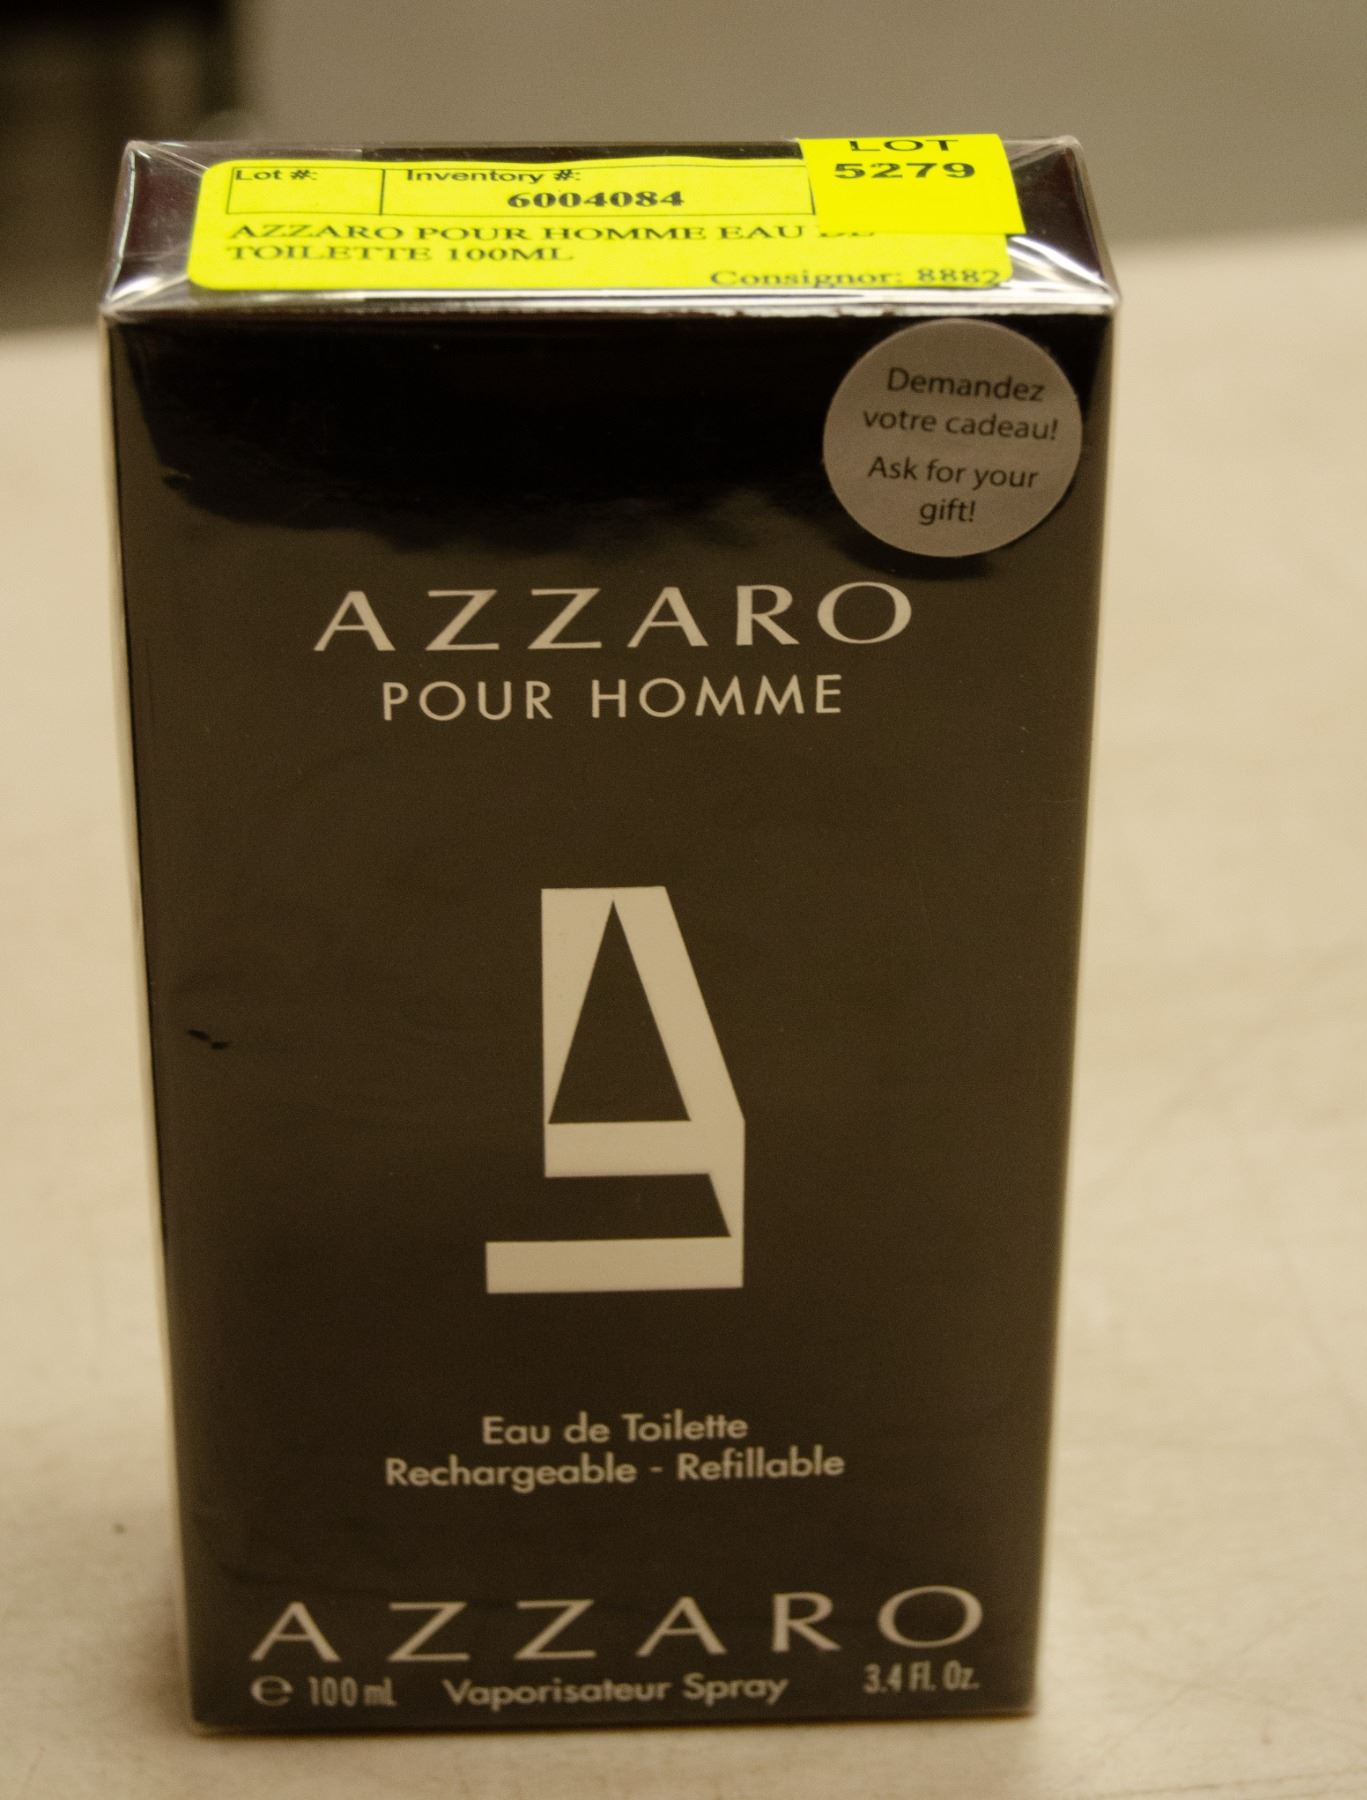 LOT
5279
Lot #:
Inventory #:
6004084
AZZARO POUR HOMME EAU DE
TOILETTE 100ML
Consignor: 8882
Demandez
votre cadeau!
Ask for your
gift!
AZZARO
POUR HOMME
Eau de Toilette
Rechargeable - Refillable
AZZARO
e 100 mL Vaporisateur Spray 3.4 Fl. Oz.